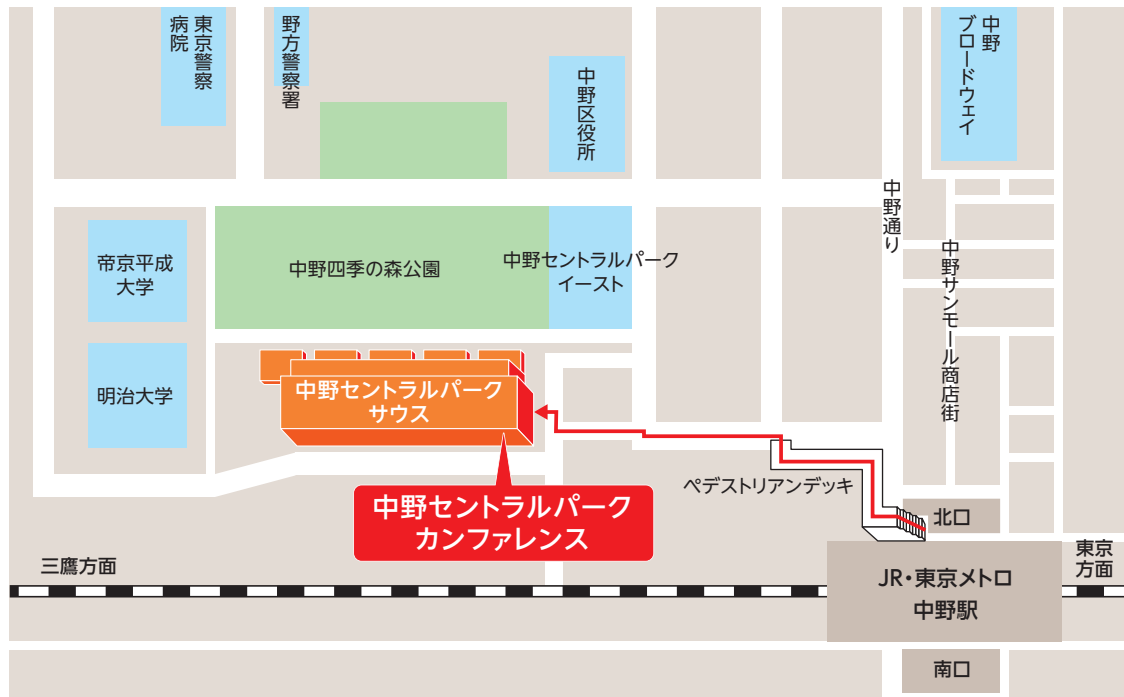 東京警察
病院
野方警察署
中野区役所
中野
ブロードウェイ
中野通り
中野サンモール商店街
帝京平成
大学
中野四季の森公園
中野セントラルパーク
イースト
明治大学
中野セントラルパーク
サウス
中野セントラルパーク
カンファレンス
ペデストリアンデッキ
北口
三鷹方面
東京
方面
JR・東京メトロ
中野駅
南口